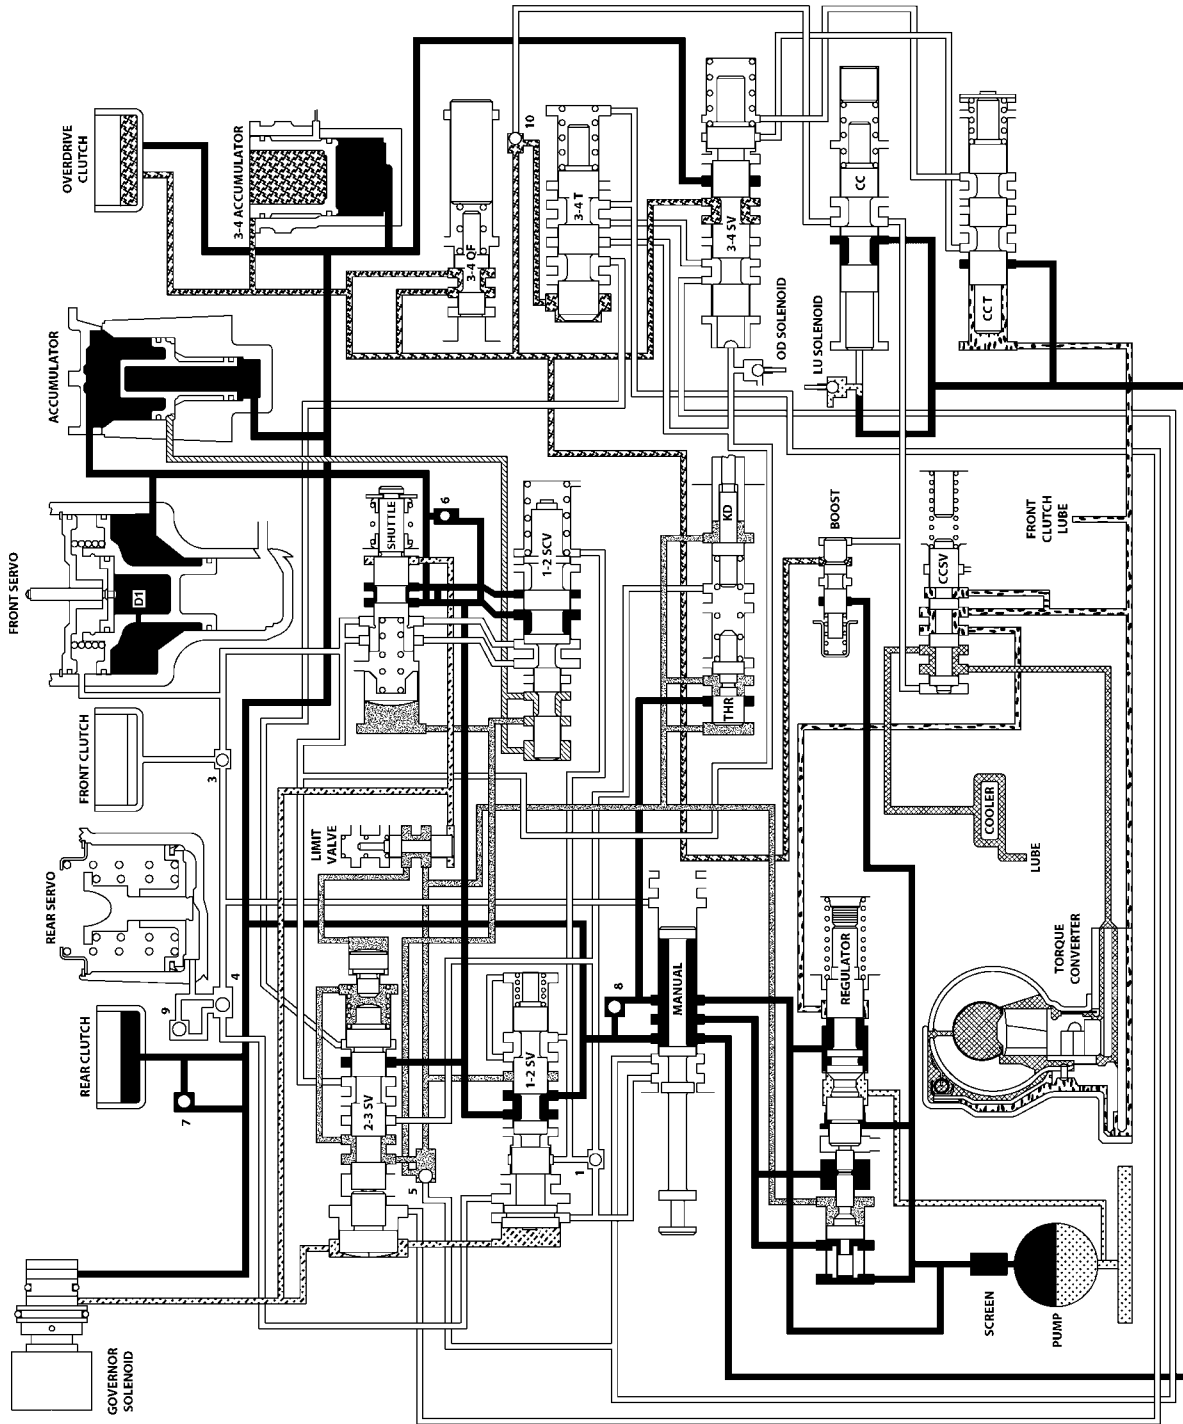 OVERDRIVE
CLUTCH
3-4 ACCUMULATOR
3-4 QF
10
3-4 T
3-4 SV
OD SOLENOID
CC
LU SOLENOID
CC T
ACCUMULATOR
FRONT SERVO
D1
SHUTTLE
6
1-2 SCV
KD
THR
BOOST
CCSV
FRONT
CLUTCH
LUBE
FRONT CLUTCH
3
LIMIT
VALVE
COOLER
LUBE
REAR SERVO
4
9
REAR CLUTCH
7
2-3 SV
5
1-2 SV
1
8
MANUAL
REGULATOR
TORQUE
CONVERTER
GOVERNOR
SOLENOID
SCREEN
PUMP